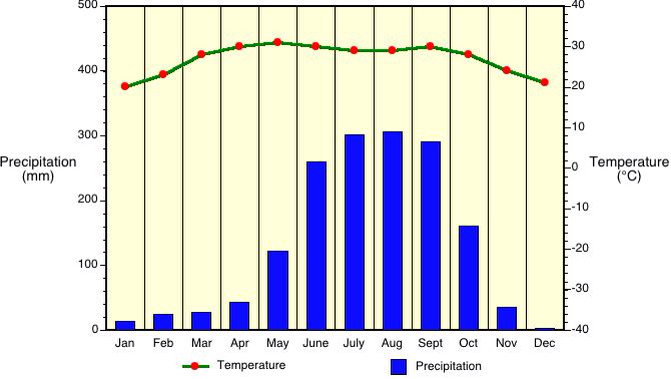 500
400
300
200
100
0
Precipitation
(mm)
40
30
20
10
0
-10
-20
-30
-40
Temperature
(°C)
Jan Feb Mar Apr May June July Aug Sept Oct Nov Dec
Temperature Precipitation